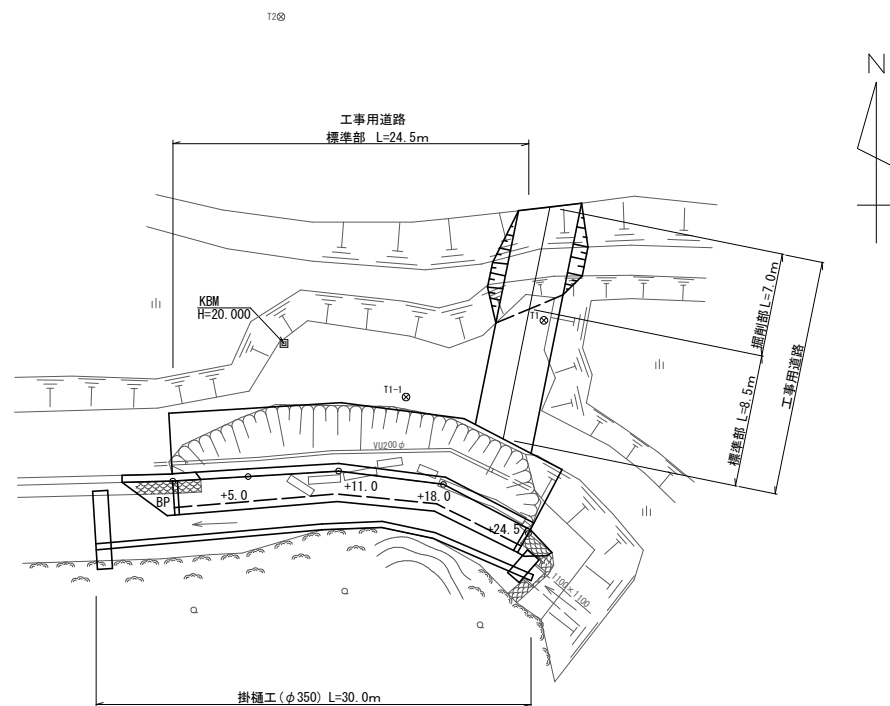 T2
N
工事用道路
標準部 L=24.5m
KBM
H=20.000
T1
掘削部 L=7.0m
工事用道路
標準部 L=8.5m
T1-1
VU200φ
BP
+5.0
+11.0
+18.0
+24.5
1100×1100
掛樋工(φ350) L=30.0m